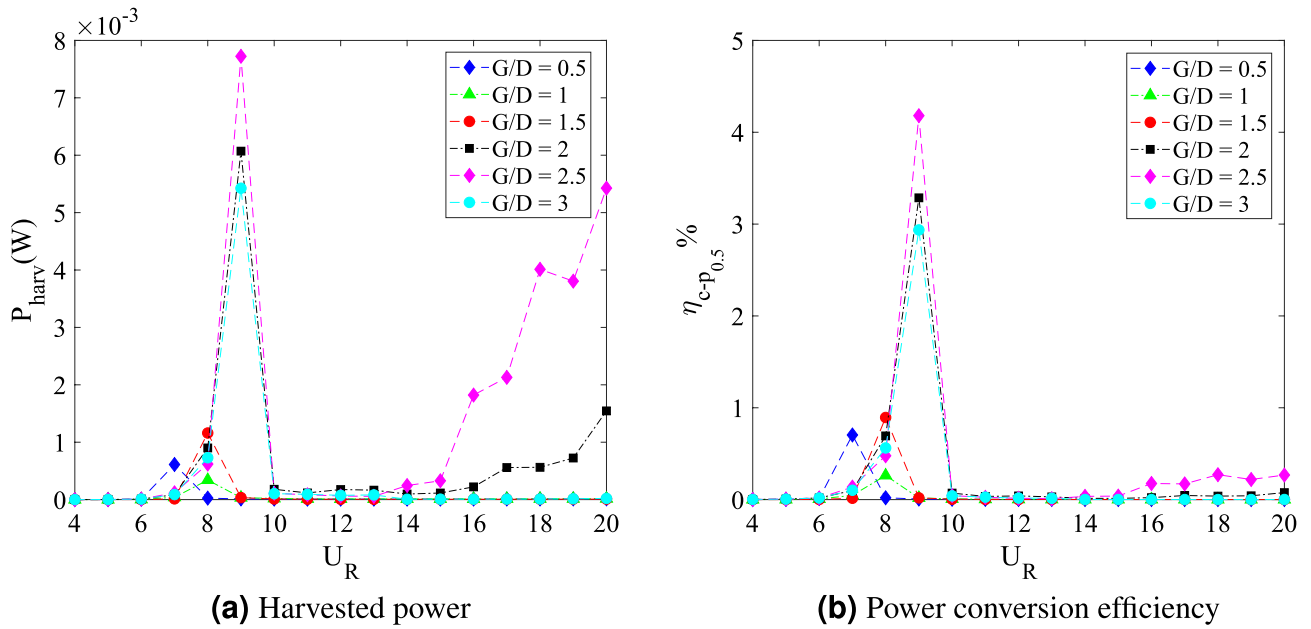 ×10⁻³
8
7
6
5
4
3
2
1
0
P_harv(W)
4 6 8 10 12 14 16 18 20
U_R
G/D = 0.5
G/D = 1
G/D = 1.5
G/D = 2
G/D = 2.5
G/D = 3
(a) Harvested power
5
4
3
2
1
0
η_c-p_0.5 %
4 6 8 10 12 14 16 18 20
U_R
G/D = 0.5
G/D = 1
G/D = 1.5
G/D = 2
G/D = 2.5
G/D = 3
(b) Power conversion efficiency